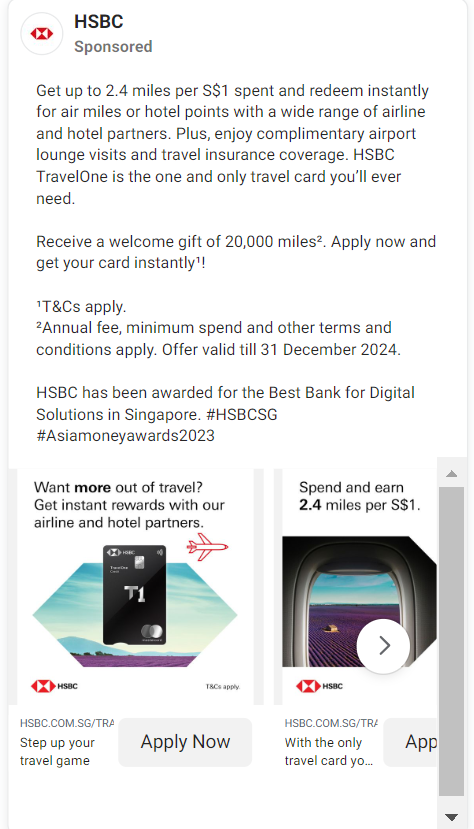 HSBC
Sponsored
Get up to 2.4 miles per S$1 spent and redeem instantly
for air miles or hotel points with a wide range of airline
and hotel partners. Plus, enjoy complimentary airport
lounge visits and travel insurance coverage. HSBC
TravelOne is the one and only travel card you’ll ever
need.
Receive a welcome gift of 20,000 miles². Apply now and
get your card instantly¹!
¹T&Cs apply.
²Annual fee, minimum spend and other terms and
conditions apply. Offer valid till 31 December 2024.
HSBC has been awarded for the Best Bank for Digital
Solutions in Singapore. #HSBCSG
#Asiamoneyawards2023
Want more out of travel?
Get instant rewards with our
airline and hotel partners.
HSBC
TravelOne
T1
HSBC
T&Cs apply.
HSBC.COM.SG/TRA
Step up your
travel game
Apply Now
Spend and earn
2.4 miles per S$1.
HSBC
HSBC.COM.SG/TRA
With the only
travel card yo...
App